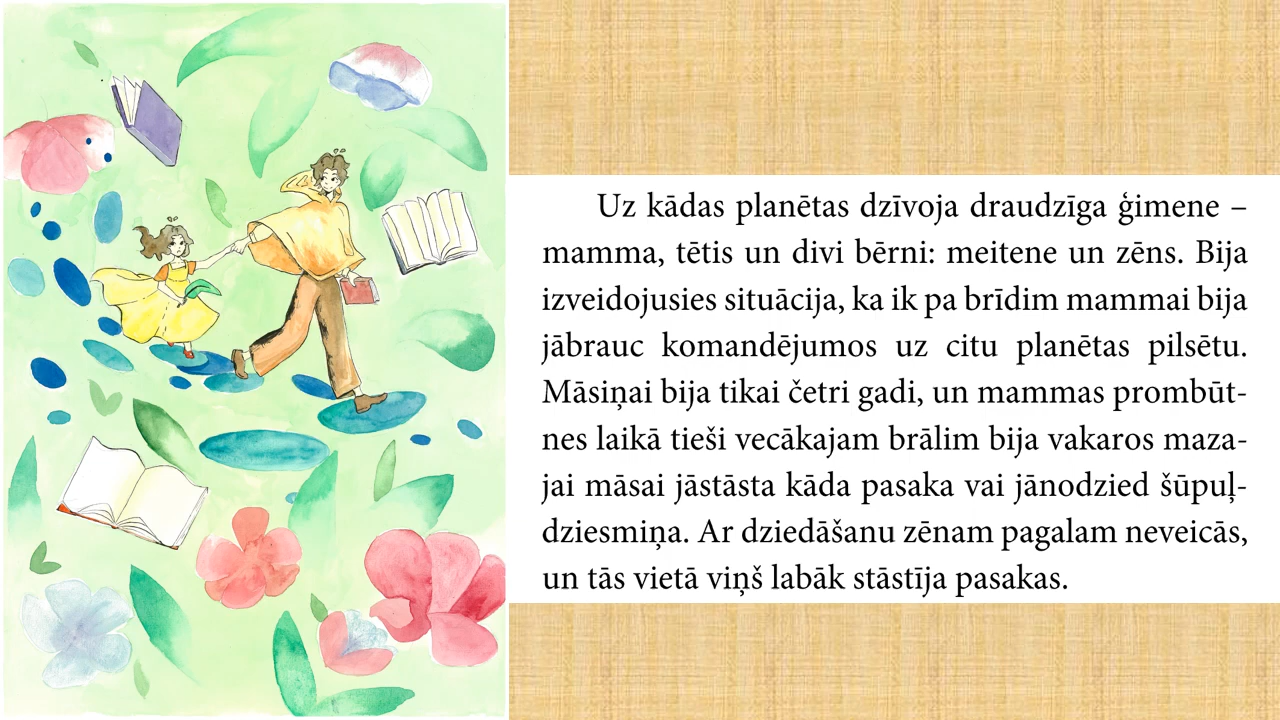 Uz kādas planētas dzīvoja draudzīga ģimene –
mamma, tētis un divi bērni: meitene un zēns. Bija
izveidojusies situācija, ka ik pa brīdim mammai bija
jābrauc komandējumos uz citu planētas pilsētu.
Māsiņai bija tikai četri gadi, un mammas prombūt-
nes laikā tieši vecākajam brālim bija vakaros maza-
jai māsai jāstāsta kāda pasaka vai jānodzied šūpuļ-
dziesmiņa. Ar dziedāšanu zēnam pagalam neveicās,
un tās vietā viņš labāk stāstīja pasakas.